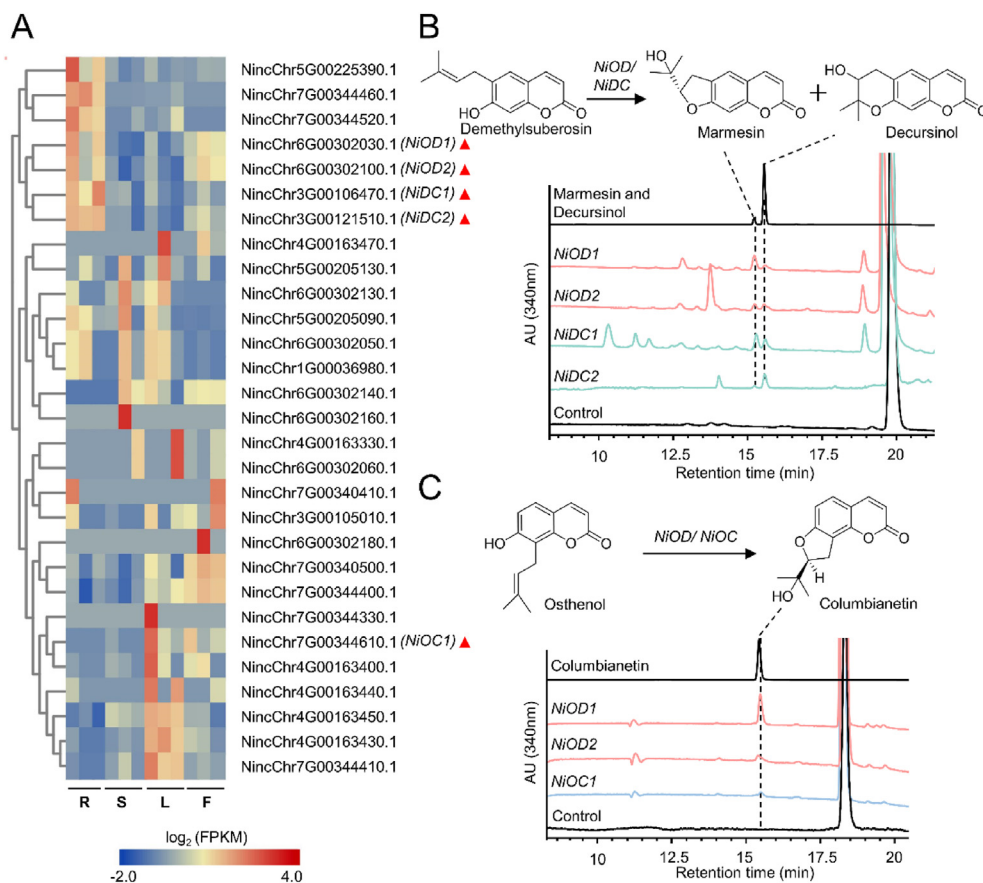 A
NincChr5G00225390.1
NincChr7G00344460.1
NincChr7G00344520.1
NincChr6G00302030.1 (NiOD1)
NincChr6G00302100.1 (NiOD2)
NincChr3G00106470.1 (NiDC1)
NincChr3G00121510.1 (NiDC2)
NincChr4G00163470.1
NincChr5G00205130.1
NincChr6G00302130.1
NincChr5G00205090.1
NincChr6G00302050.1
NincChr1G00036980.1
NincChr6G00302140.1
NincChr6G00302160.1
NincChr4G00163330.1
NincChr6G00302060.1
NincChr7G00340410.1
NincChr3G00105010.1
NincChr6G00302180.1
NincChr7G00340500.1
NincChr7G00344400.1
NincChr7G00344330.1
NincChr7G00344610.1 (NiOC1)
NincChr4G00163400.1
NincChr4G00163440.1
NincChr4G00163450.1
NincChr4G00163430.1
NincChr7G00344410.1
R S L F
log2 (FPKM)
-2.0 4.0
B
HO O O
Demethylsuberosin
NiOD/
NiDC
HO O O O
Marmesin
+
HO O O O
Decursinol
Marmesin and
Decursinol
NiOD1
NiOD2
NiDC1
NiDC2
Control
AU (340nm)
10 12.5 15 17.5 20
Retention time (min)
C
HO O O
Osthenol
NiOD/ NiOC
O O O
H
HO
Columbianetin
Columbianetin
NiOD1
NiOD2
NiOC1
Control
AU (340nm)
10 12.5 15 17.5 20
Retention time (min)